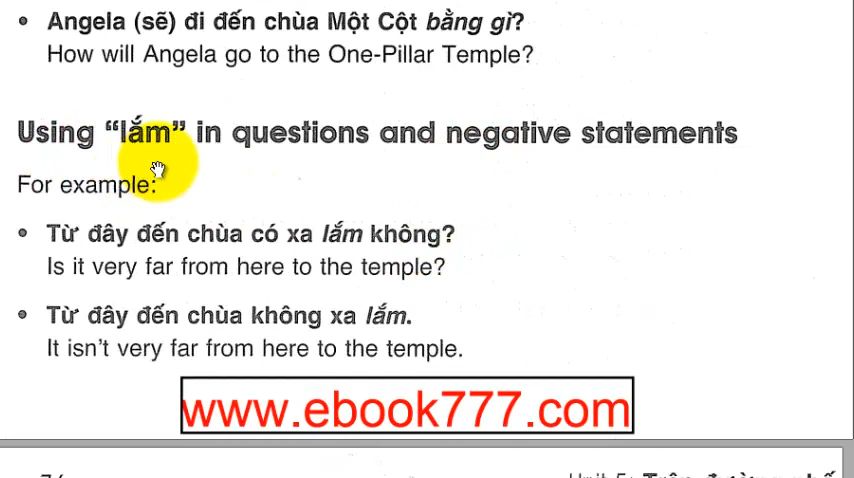 • Angela (sẽ) đi đến chùa Một Cột bằng gì?
How will Angela go to the One-Pillar Temple?
Using “lắm” in questions and negative statements
For example:
• Từ đây đến chùa có xa lắm không?
Is it very far from here to the temple?
• Từ đây đến chùa không xa lắm.
It isn't very far from here to the temple.
www.ebook777.com